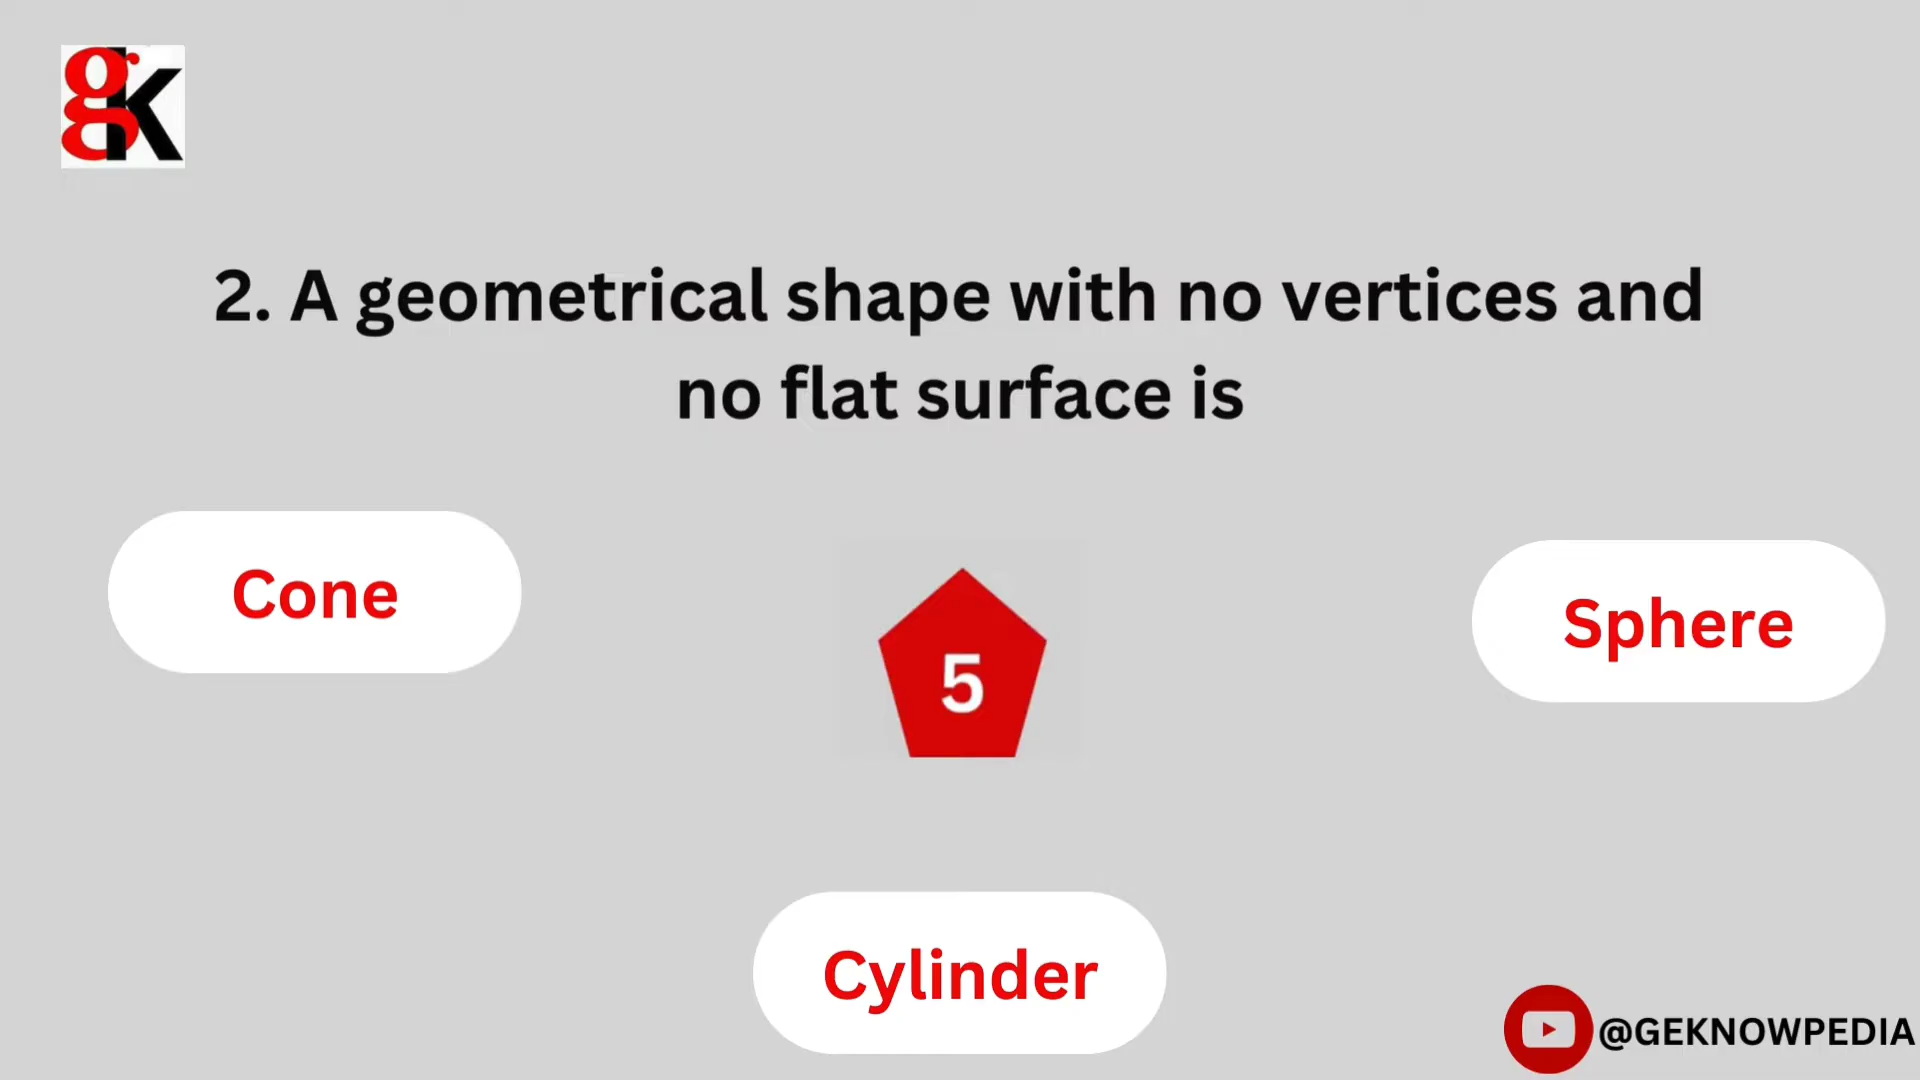 gk
2. A geometrical shape with no vertices and
no flat surface is
Cone
Sphere
5
Cylinder
@GEKNOWPEDIA